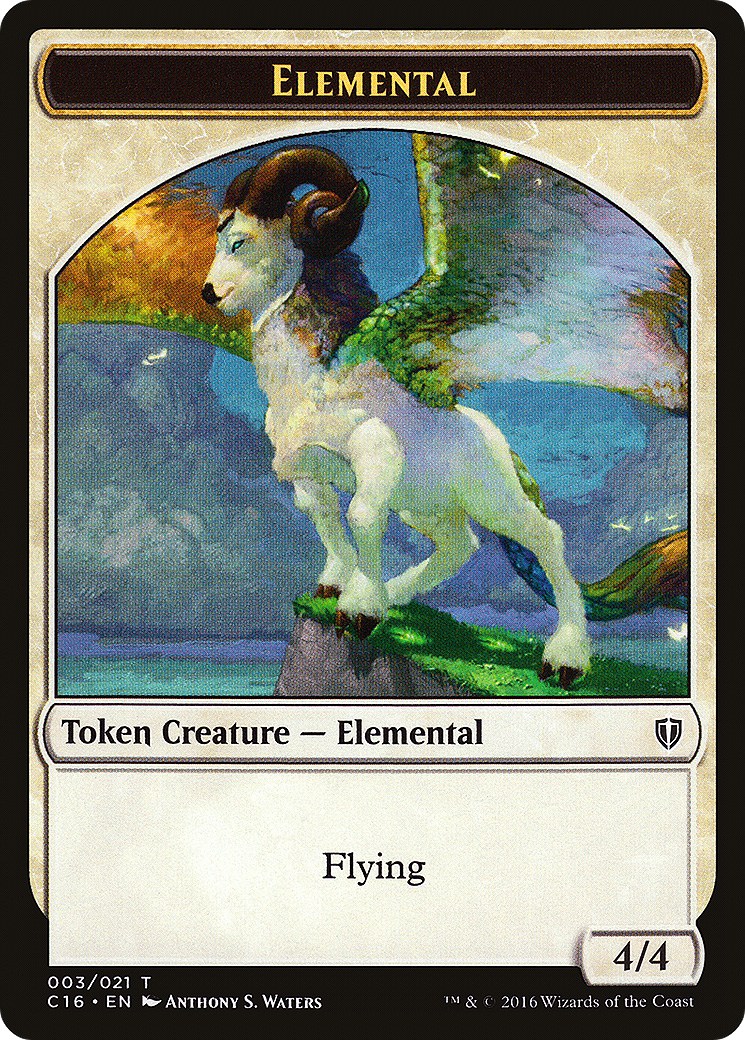 Elemental
Token Creature — Elemental
Flying
4/4
003/021 T
C16 • EN Anthony S. Waters
™ & © 2016 Wizards of the Coast